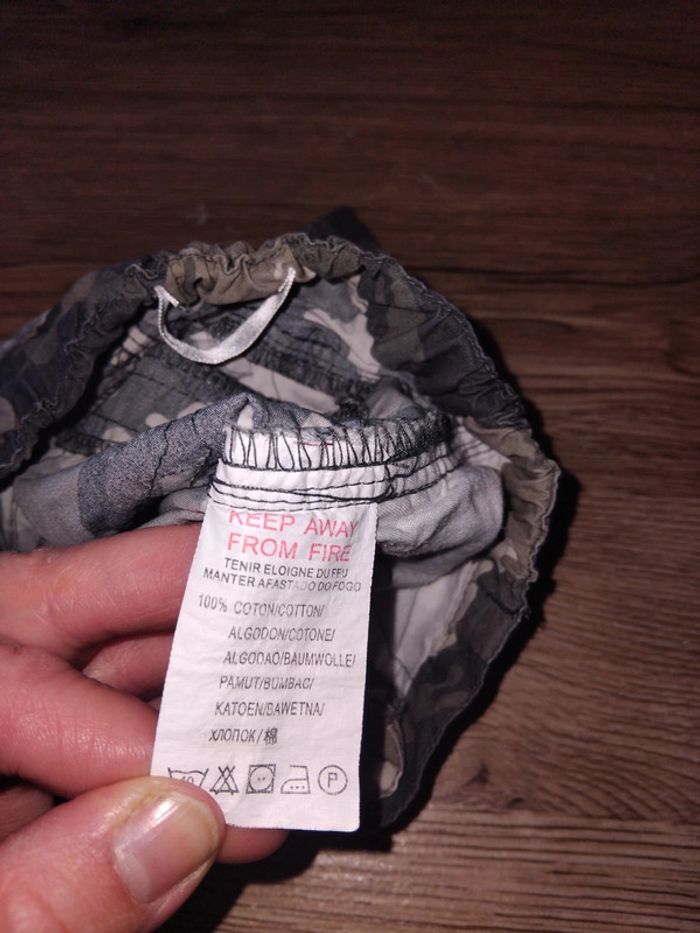 KEEP AWAY
FROM FIRE
TENIR ELOIGNE DU FEU
MANTER AFASTADO DO FOGO
100% COTON/COTTON/
ALGODON/COTONE/
ALGODAO/BAUMWOLLE/
PAMUT/BUMBAC/
KATOEN/BAWETNA/
ХЛОПОК/棉
40 P